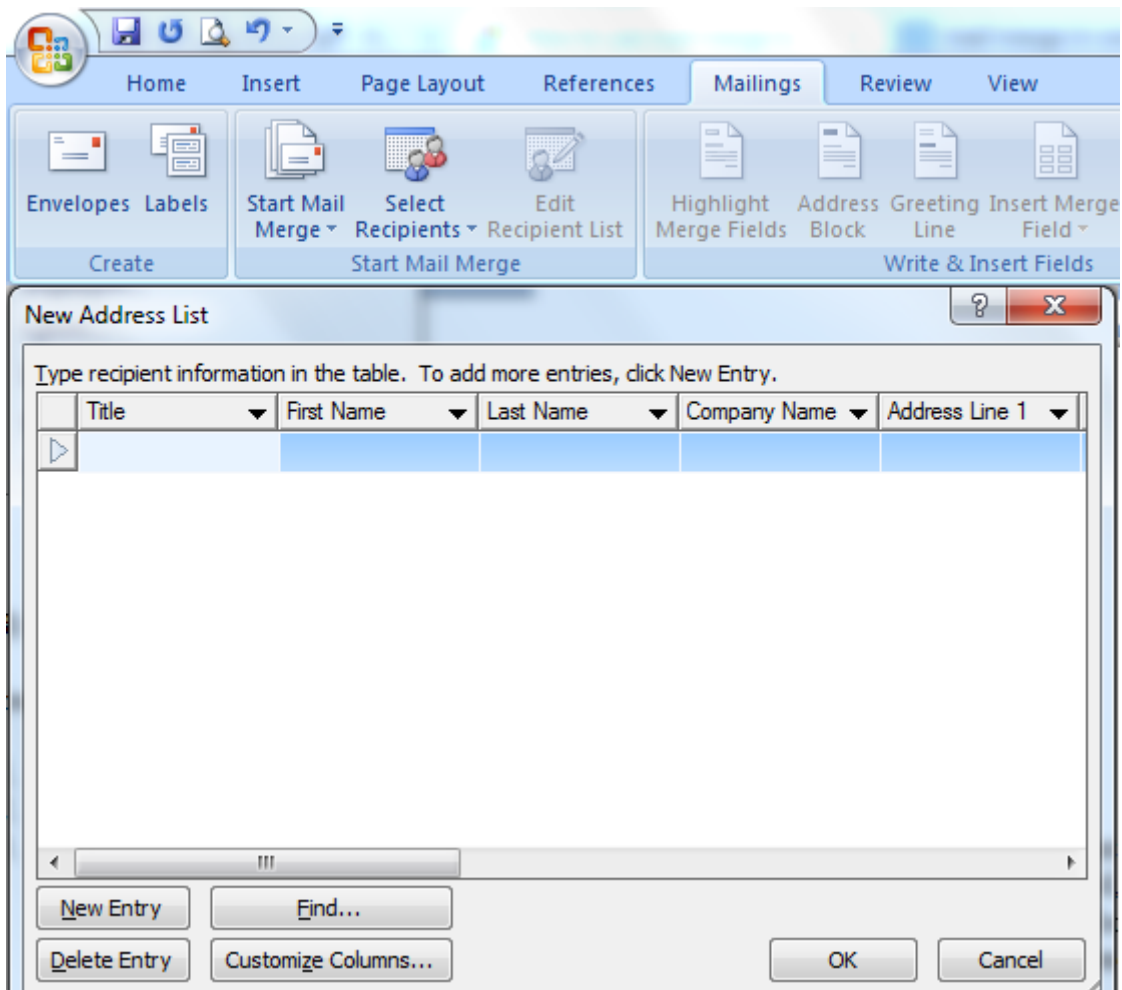 Home Insert Page Layout References Mailings Review View
Envelopes Labels Start Mail Select Edit Highlight Address Greeting Insert Merge
Merge Recipients Recipient List Merge Fields Block Line Field
Create Start Mail Merge Write & Insert Fields
New Address List
Type recipient information in the table. To add more entries, click New Entry.
Title First Name Last Name Company Name Address Line 1
New Entry Find...
Delete Entry Customize Columns... OK Cancel